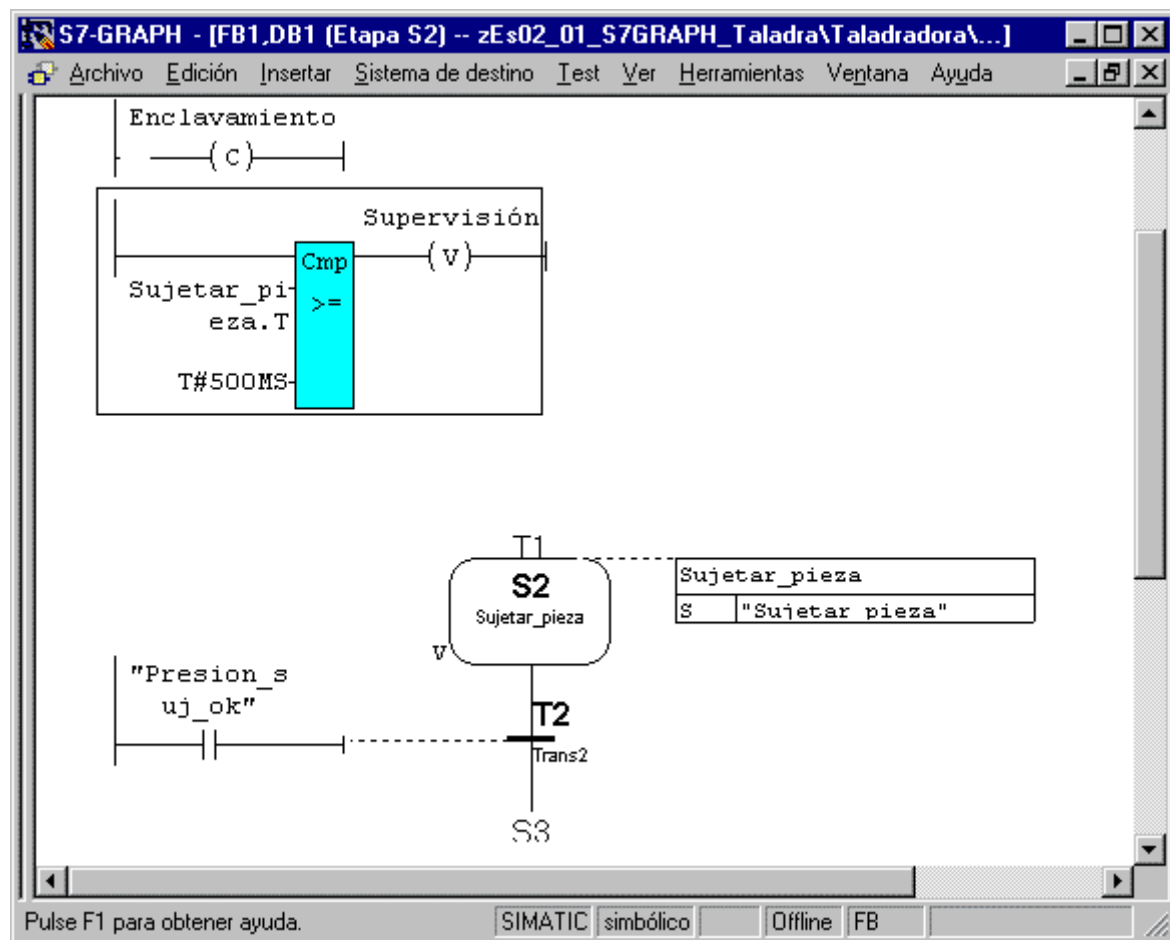 S7-GRAPH - [FB1,DB1 (Etapa S2) -- zEs02_01_S7GRAPH_Taladra\Taladradora\...]
Archivo Edición Insertar Sistema de destino Test Ver Herramientas Ventana Ayuda
Enclavamiento
( C )
Supervisión
( V )
Cmp
>=
Sujetar_pi
eza.T
T#500MS
T1
S2
Sujetar_pieza
V
Sujetar_pieza
S "Sujetar pieza"
"Presion_s
uj_ok"
T2
Trans2
S3
Pulse F1 para obtener ayuda. SIMATIC simbólico Offline FB